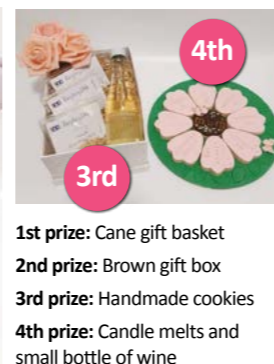 4th
3rd
1st prize: Cane gift basket
2nd prize: Brown gift box
3rd prize: Handmade cookies
4th prize: Candle melts and
small bottle of wine